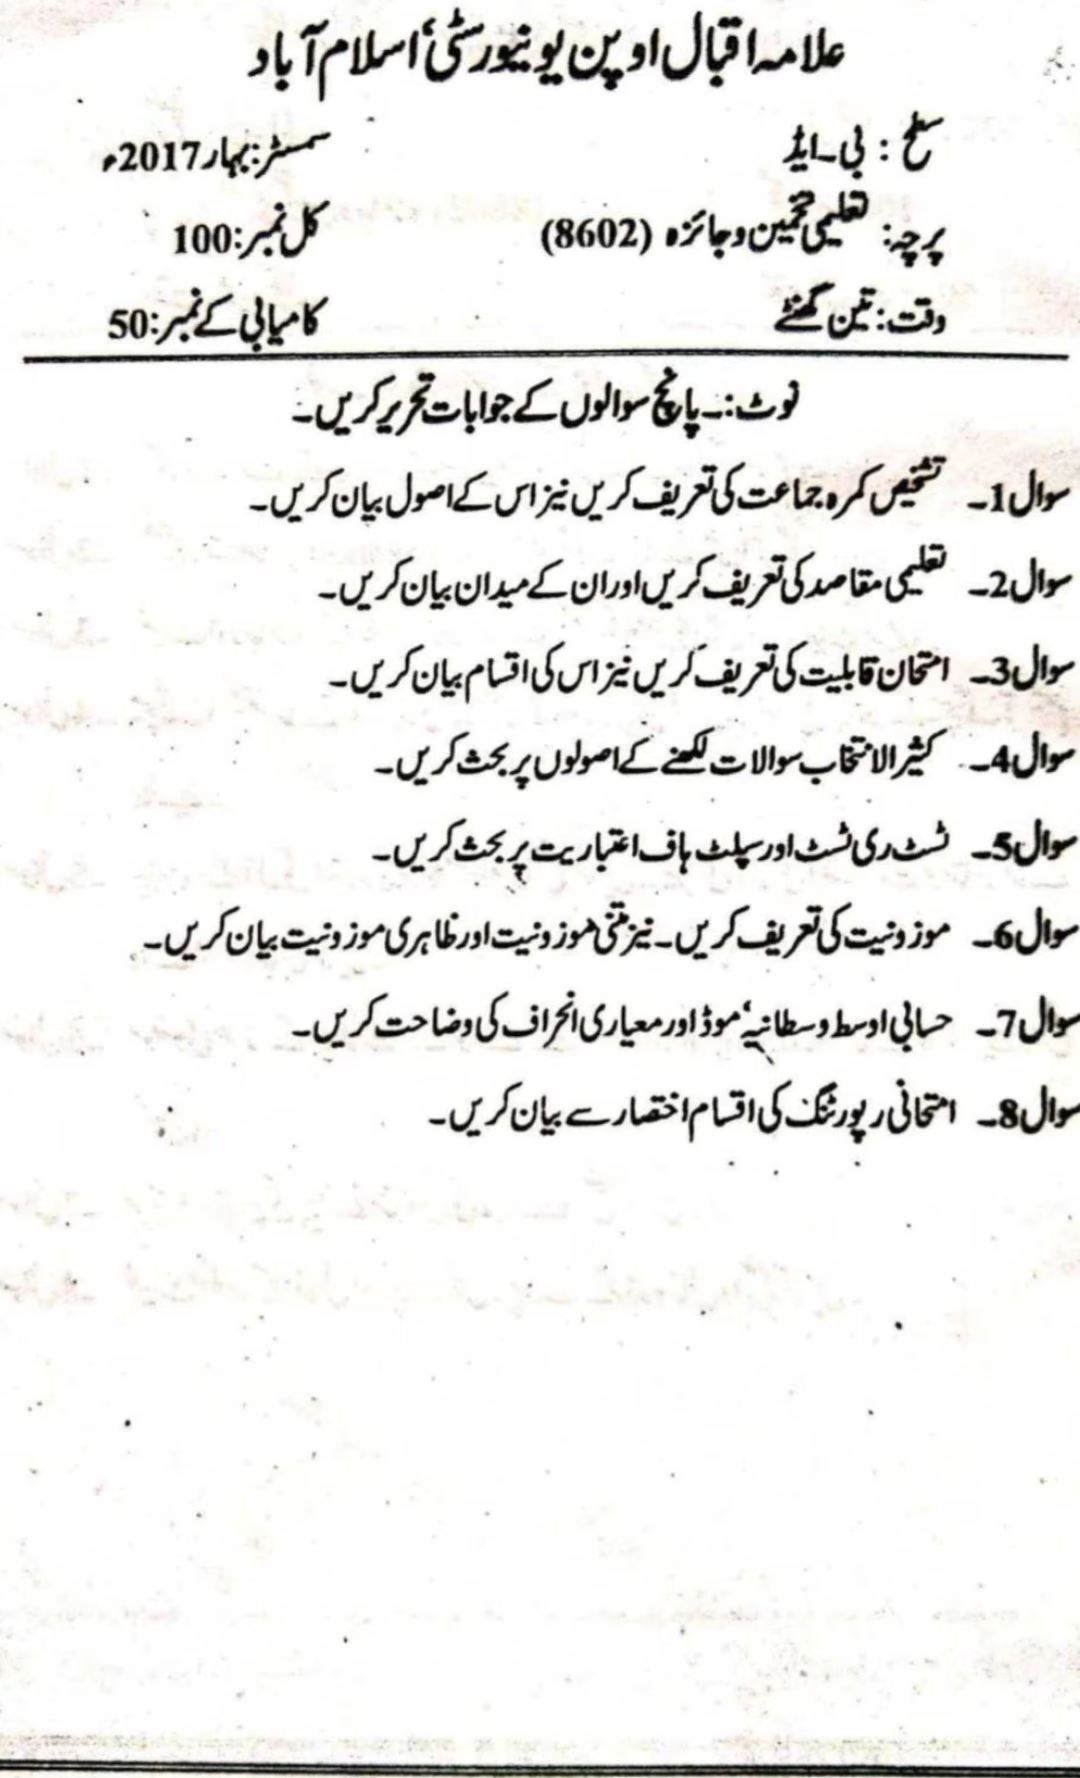 علامہ اقبال اوپن یونیورسٹی، اسلام آباد
سطح : بی۔ایڈ سمسٹر: بہار 2017ء
پرچہ: تعلیمی تخمین و جائزہ (8602) کل نمبر: 100
وقت: تین گھنٹے کامیابی کے نمبر: 50
نوٹ:۔ پانچ سوالوں کے جوابات تحریر کریں۔
سوال 1۔ تشخیص کمرہ جماعت کی تعریف کریں نیز اس کے اصول بیان کریں۔
سوال 2۔ تعلیمی مقاصد کی تعریف کریں اور ان کے میدان بیان کریں۔
سوال 3۔ امتحان قابلیت کی تعریف کریں نیز اس کی اقسام بیان کریں۔
سوال 4۔ کثیر الانتخاب سوالات لکھنے کے اصولوں پر بحث کریں۔
سوال 5۔ ٹسٹ ری ٹسٹ اور سپلٹ ہاف اعتباریت پر بحث کریں۔
سوال 6۔ موزونیت کی تعریف کریں۔ نیز متنی موزونیت اور ظاہری موزونیت بیان کریں۔
سوال 7۔ حسابی اوسط وسطانیہ، موڈ اور معیاری انحراف کی وضاحت کریں۔
سوال 8۔ امتحانی رپورٹنگ کی اقسام اختصار سے بیان کریں۔